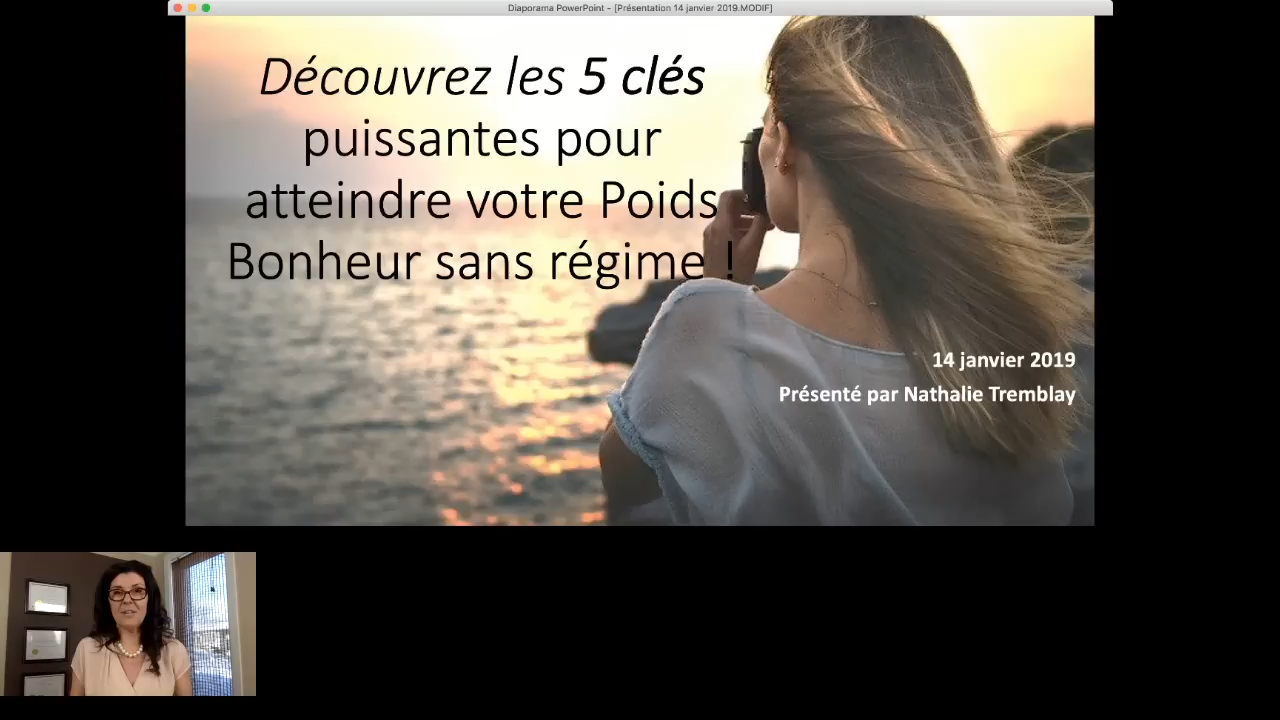 Diaporama PowerPoint - [Présentation 14 janvier 2019.MODIF]
Découvrez les 5 clés
puissantes pour
atteindre votre Poids
Bonheur sans régime !
14 janvier 2019
Présenté par Nathalie Tremblay